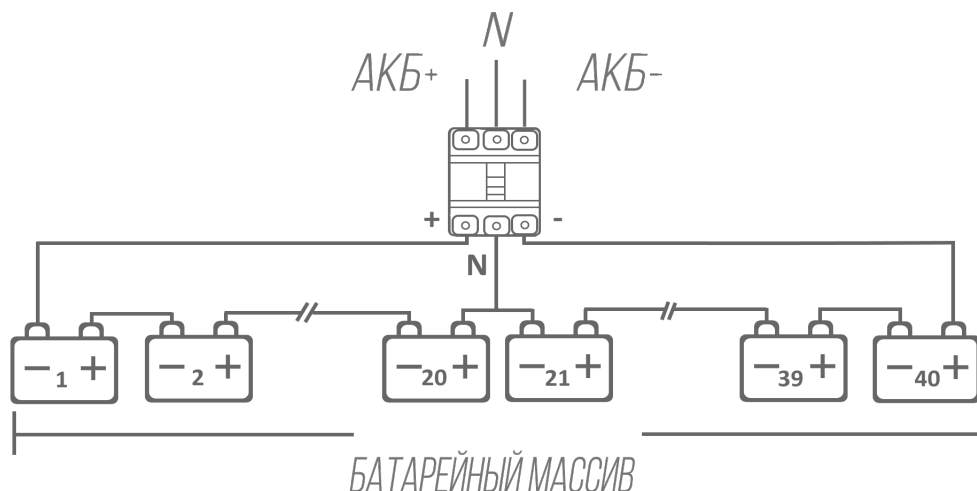 N
АКБ+ АКБ-
+ -
N
− 1 + − 2 + − 20 + − 21 + − 39 + − 40 +
БАТАРЕЙНЫЙ МАССИВ